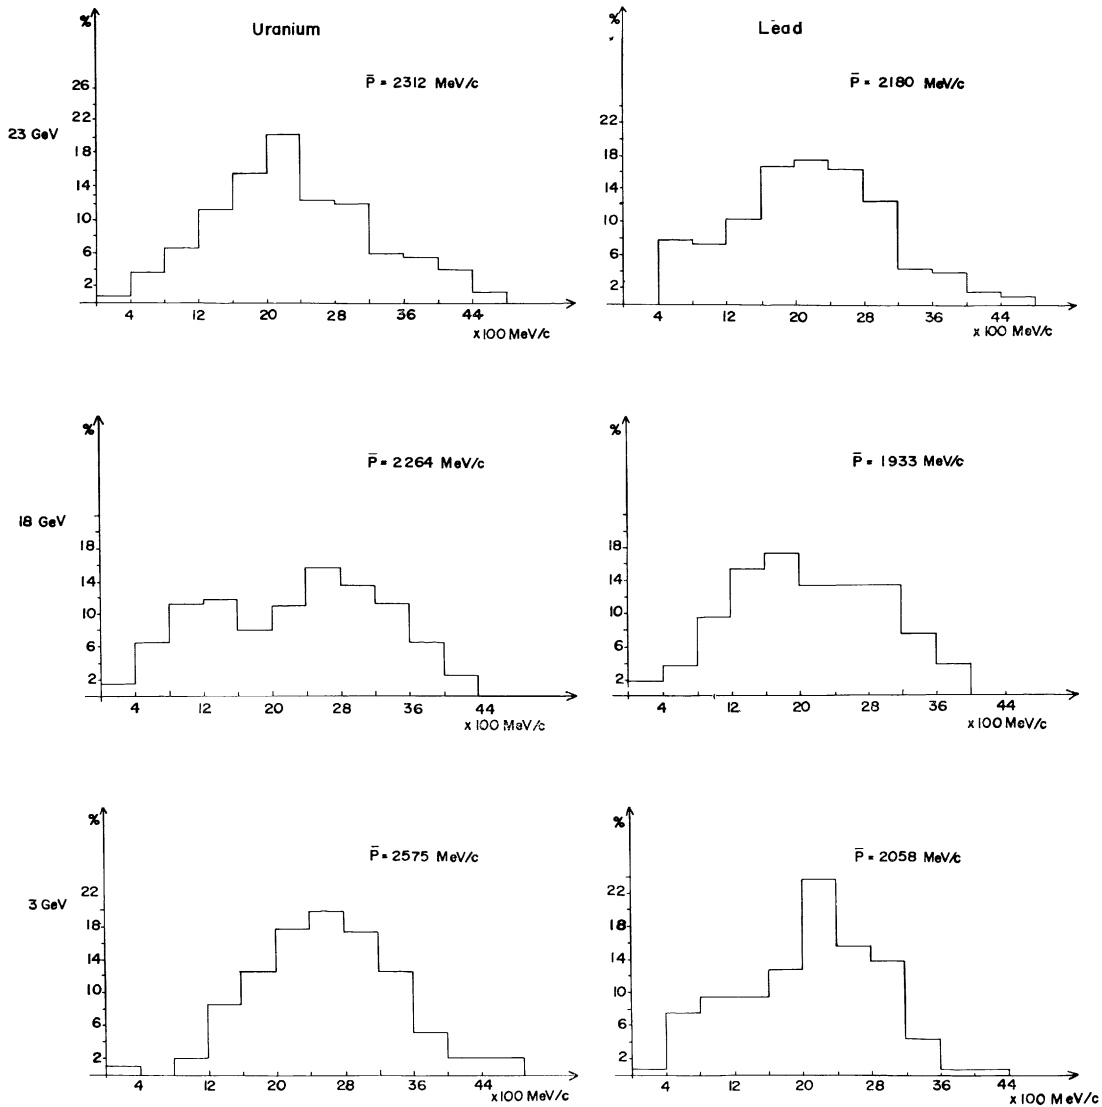 Uranium
Lead
%
P̄ = 2312 MeV/c
26
22
18
14
10
6
2
23 GeV
4 12 20 28 36 44
x100 MeV/c
%
P̄ = 2180 MeV/c
22
18
14
10
6
2
4 12 20 28 36 44
x 100 MeV/c
%
P̄ = 2264 MeV/c
18 GeV
18
14
10
6
2
4 12 20 28 36 44
x 100 MeV/c
%
P̄ = 1933 MeV/c
18
14
10
6
2
4 12 20 28 36 44
x 100 MeV/c
%
P̄ = 2575 MeV/c
3 GeV
22
18
14
10
6
2
4 12 20 28 36 44
x100 MeV/c
%
P̄ = 2058 MeV/c
22
18
14
10
6
2
4 12 20 28 36 44
x 100 MeV/c